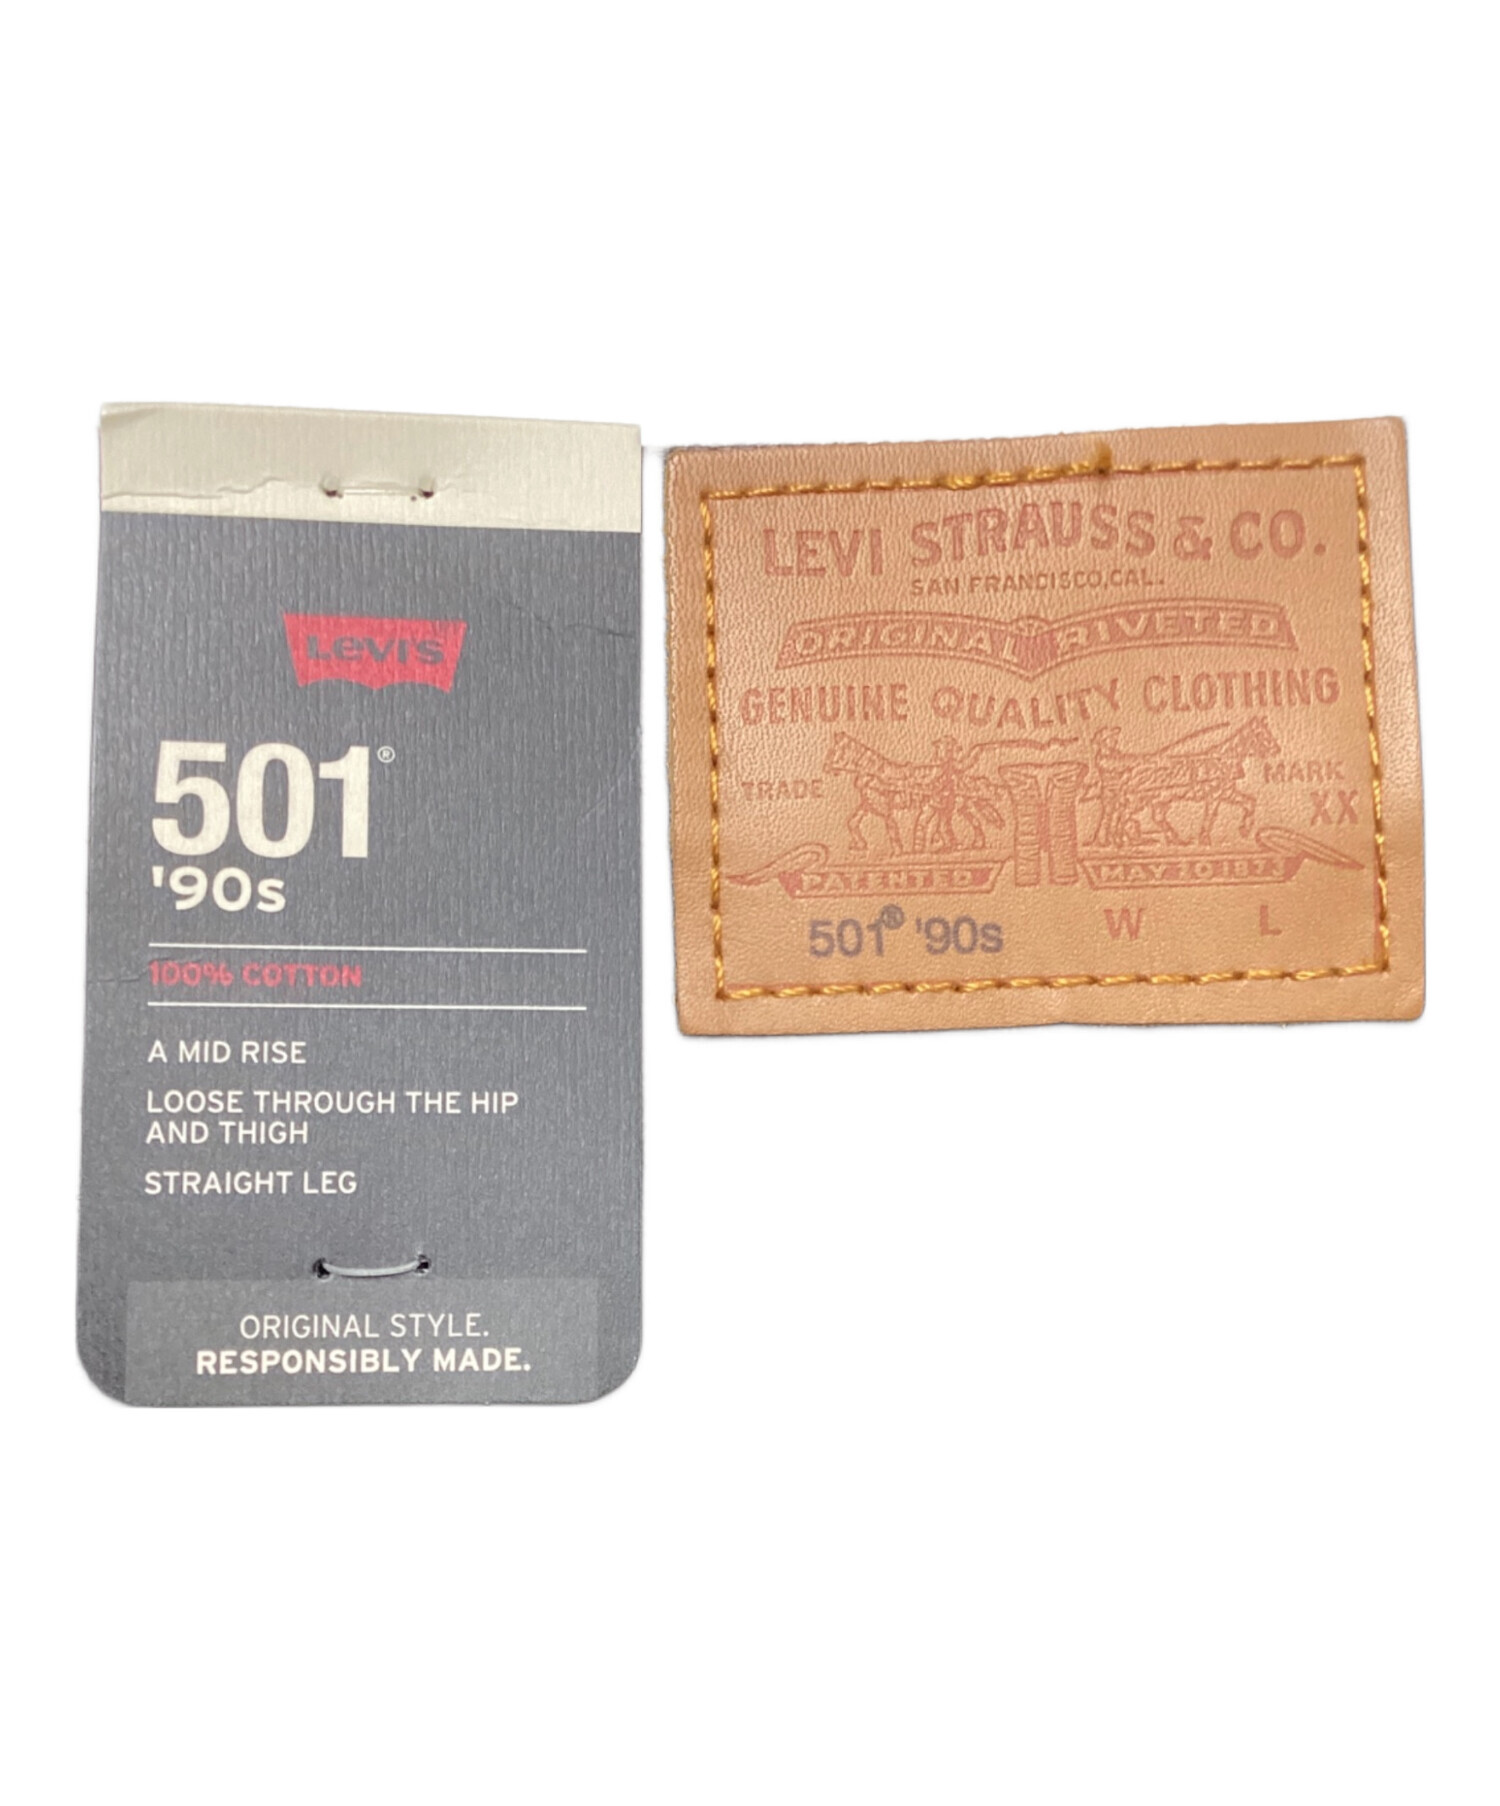 Levi's
501®
'90s
100% COTTON
A MID RISE
LOOSE THROUGH THE HIP
AND THIGH
STRAIGHT LEG
ORIGINAL STYLE.
RESPONSIBLY MADE.
LEVI STRAUSS & CO.
SAN FRANCISCO, CAL.
ORIGINAL RIVETED
GENUINE QUALITY CLOTHING
TRADE MARK
XX
PATENTED MAY 20 1873
501® '90s W L